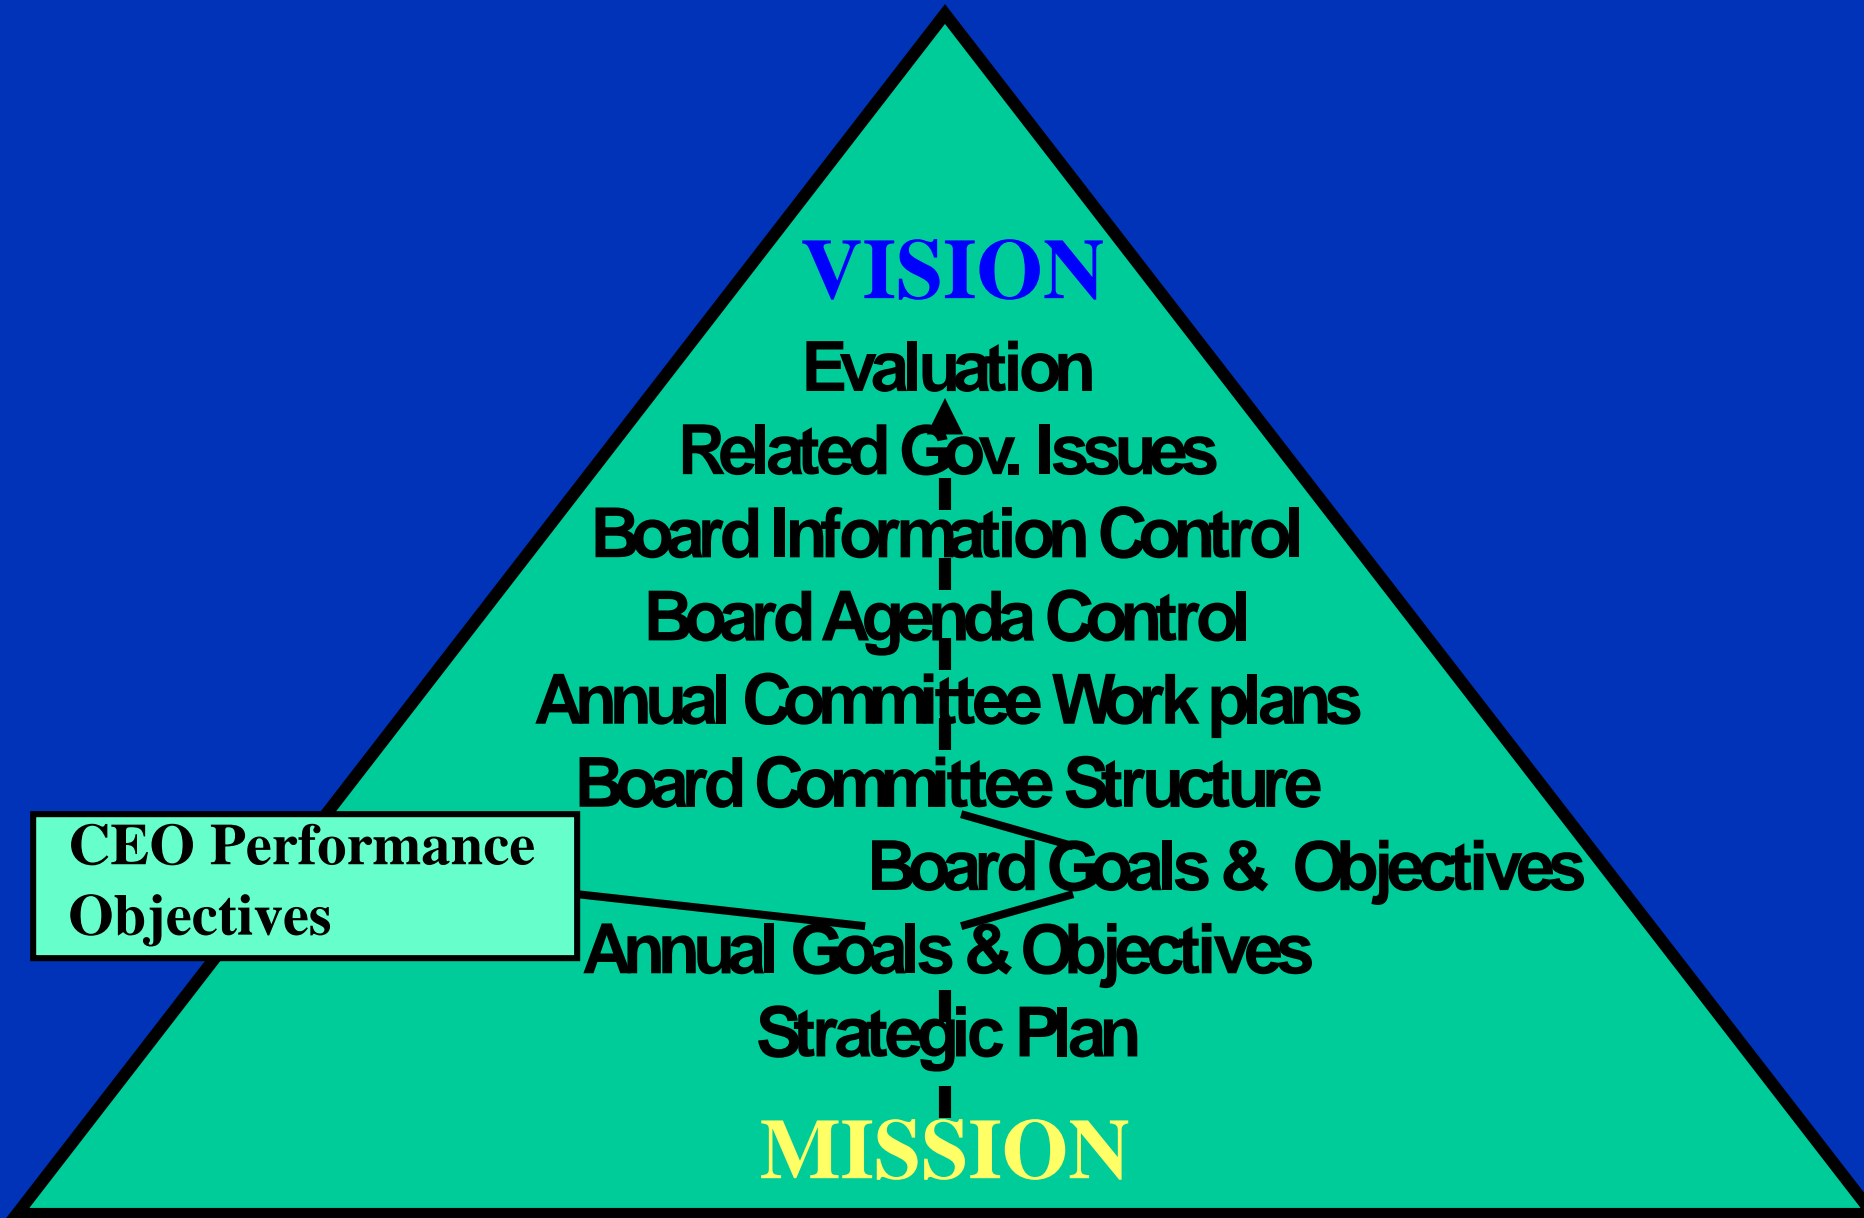 VISION
Evaluation
Related Gov. Issues
Board Information Control
Board Agenda Control
Annual Committee Work plans
Board Committee Structure
CEO Performance
Objectives
Board Goals & Objectives
Annual Goals & Objectives
Strategic Plan
MISSION